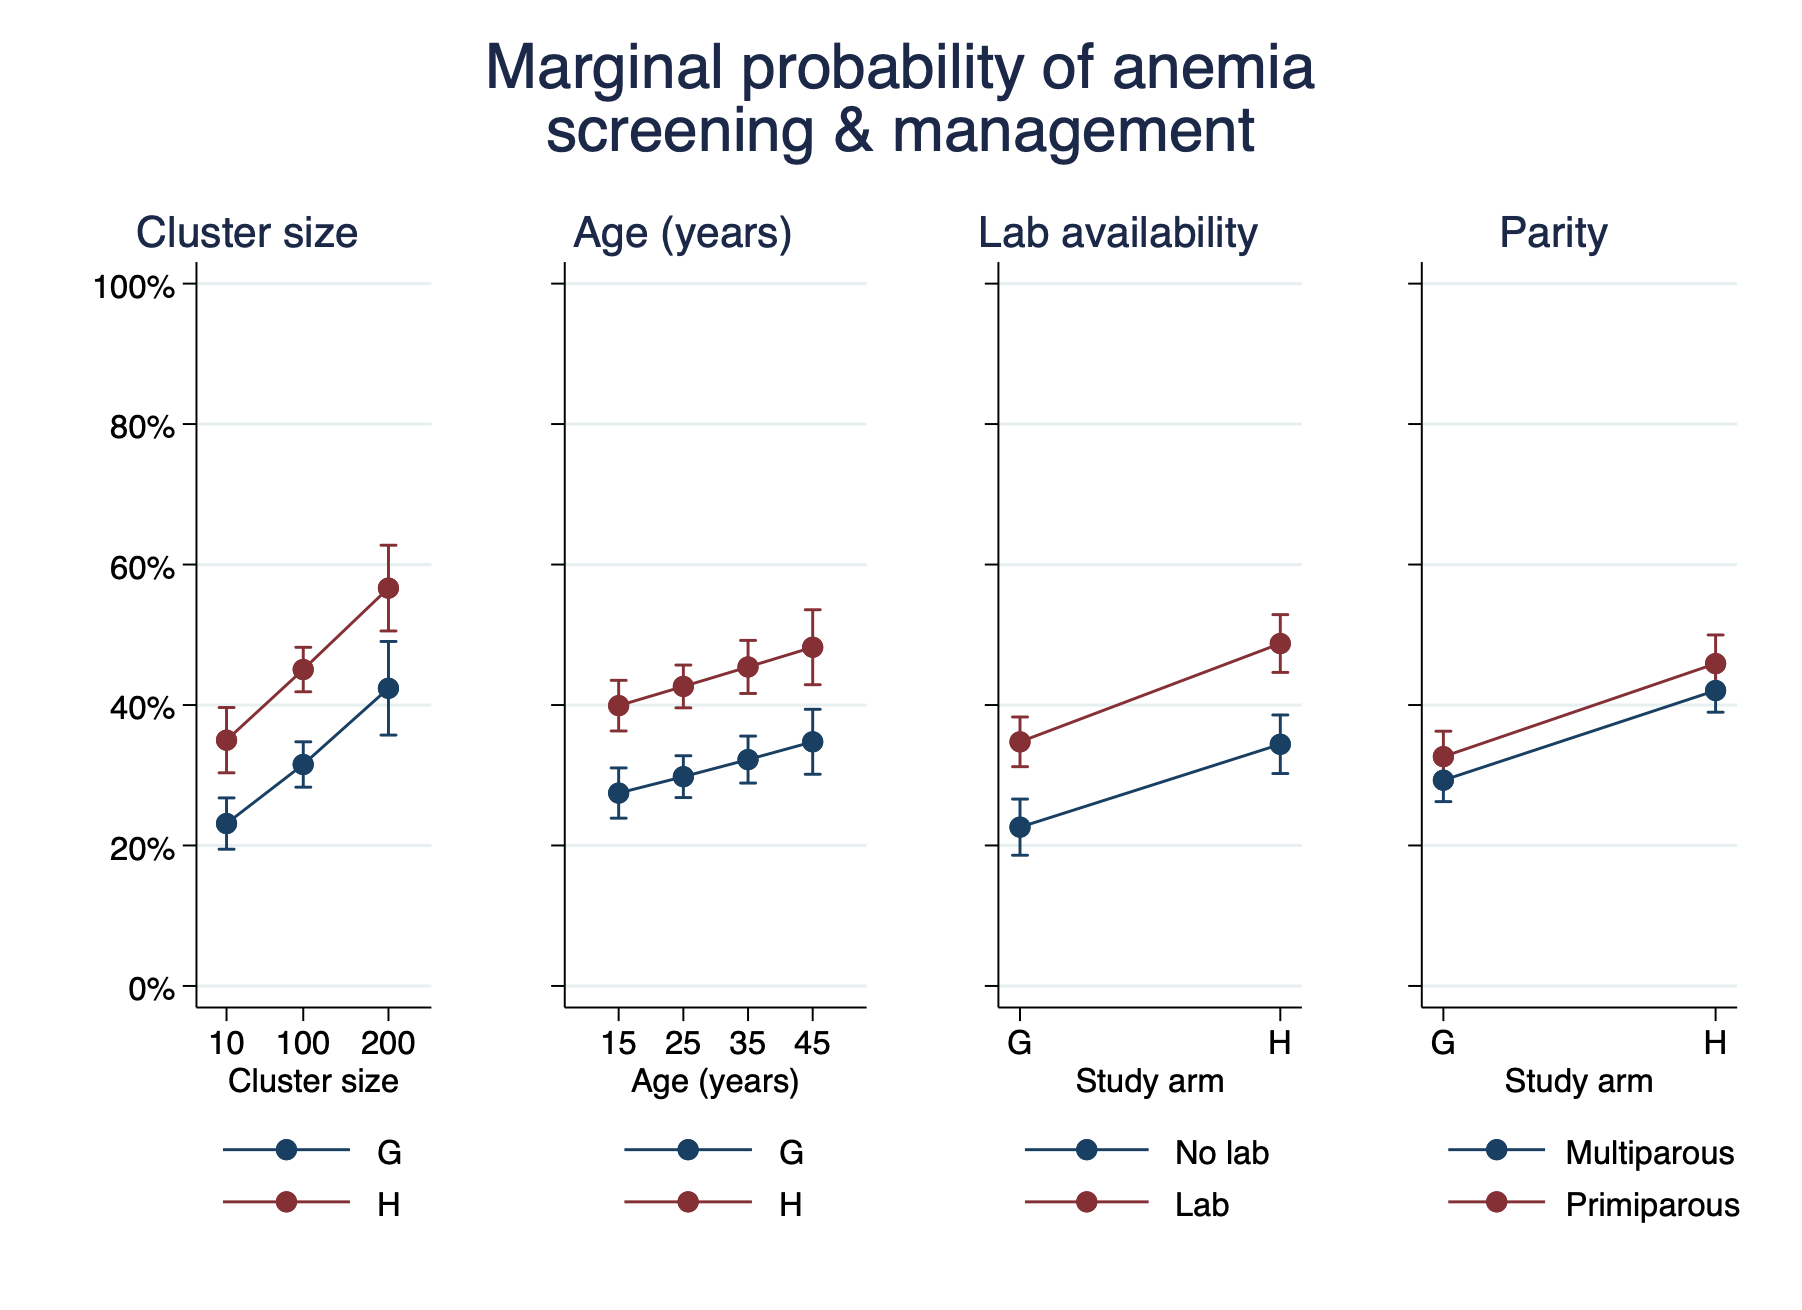 Marginal probability of anemia
screening & management
Cluster size
Age (years)
Lab availability
Parity
100%
80%
60%
40%
20%
0%
10 100 200
Cluster size
G
H
15 25 35 45
Age (years)
G
H
G H
Study arm
No lab
Lab
G H
Study arm
Multiparous
Primiparous